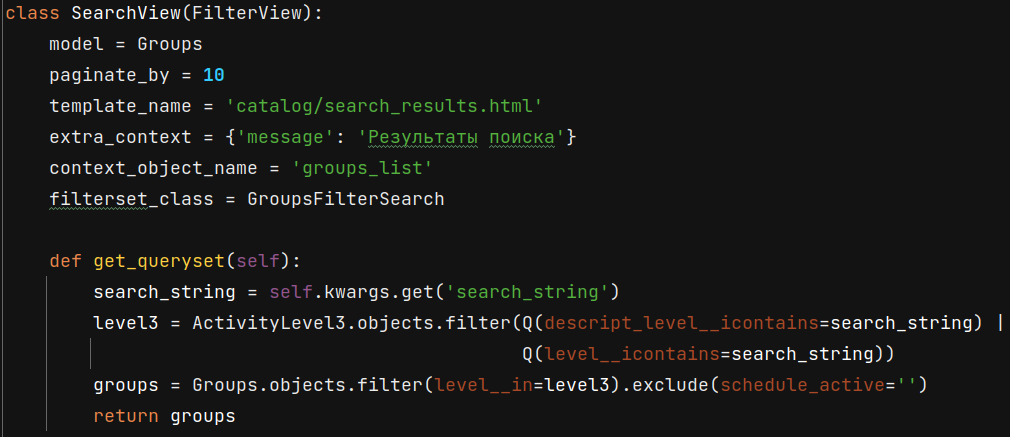 class SearchView(FilterView):
    model = Groups
    paginate_by = 10
    template_name = 'catalog/search_results.html'
    extra_context = {'message': 'Результаты поиска'}
    context_object_name = 'groups_list'
    filterset_class = GroupsFilterSearch

    def get_queryset(self):
        search_string = self.kwargs.get('search_string')
        level3 = ActivityLevel3.objects.filter(Q(descript_level__icontains=search_string) |
                                               Q(level__icontains=search_string))
        groups = Groups.objects.filter(level__in=level3).exclude(schedule_active='')
        return groups